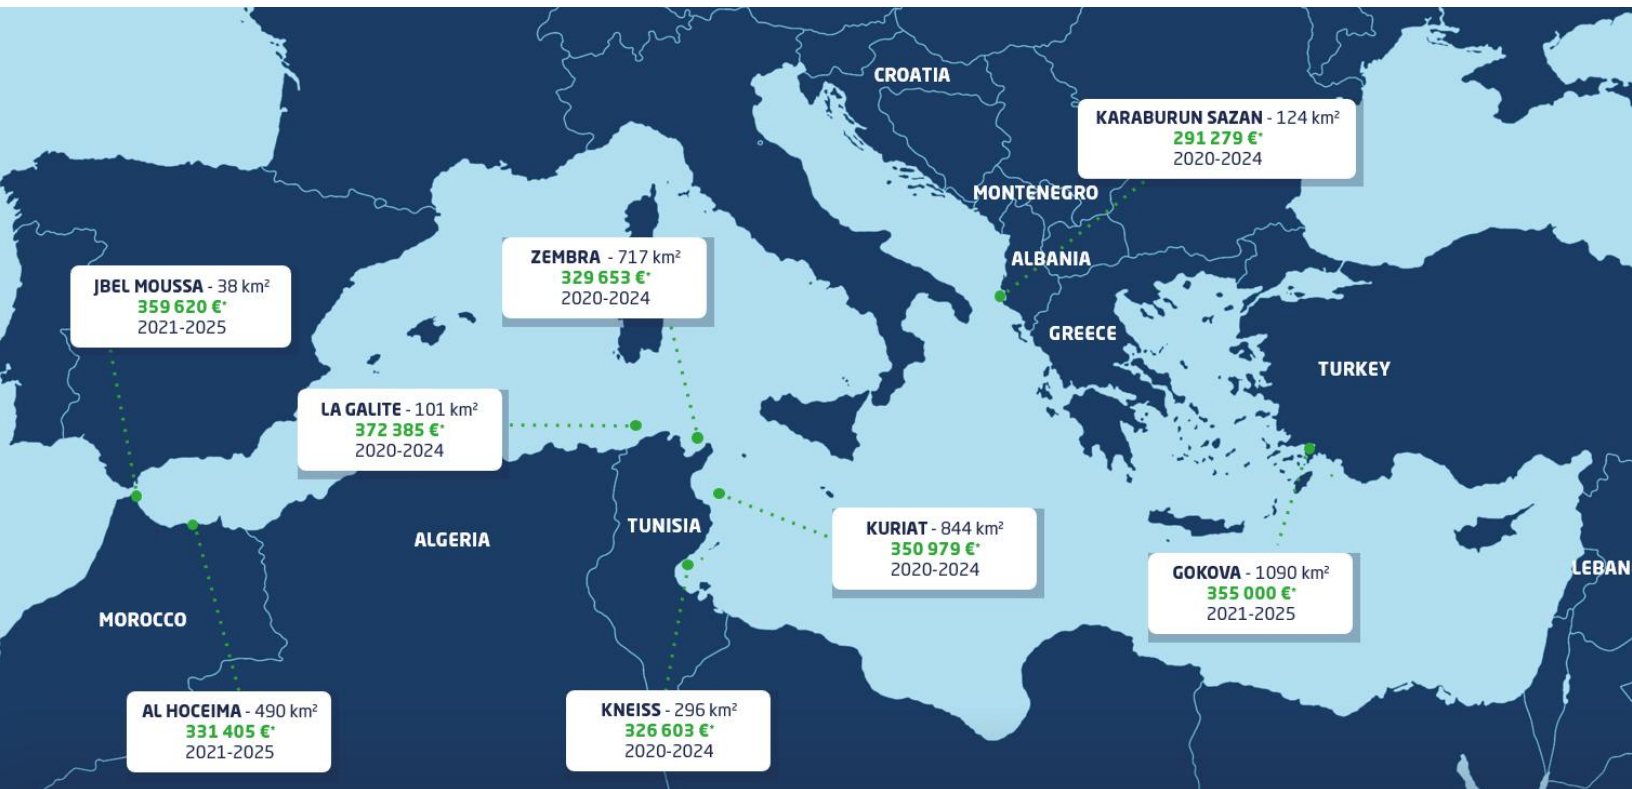 CROATIA
KARABURUN SAZAN - 124 km²
291 279 €*
2020-2024
MONTENEGRO
ALBANIA
ZEMBRA - 717 km²
329 653 €*
2020-2024
JBEL MOUSSA - 38 km²
359 620 €*
2021-2025
GREECE
TURKEY
LA GALITE - 101 km²
372 385 €*
2020-2024
TUNISIA
ALGERIA
KURIAT - 844 km²
350 979 €*
2020-2024
GOKOVA - 1090 km²
355 000 €*
2021-2025
LEBAN
MOROCCO
AL HOCEIMA - 490 km²
331 405 €*
2021-2025
KNEISS - 296 km²
326 603 €*
2020-2024